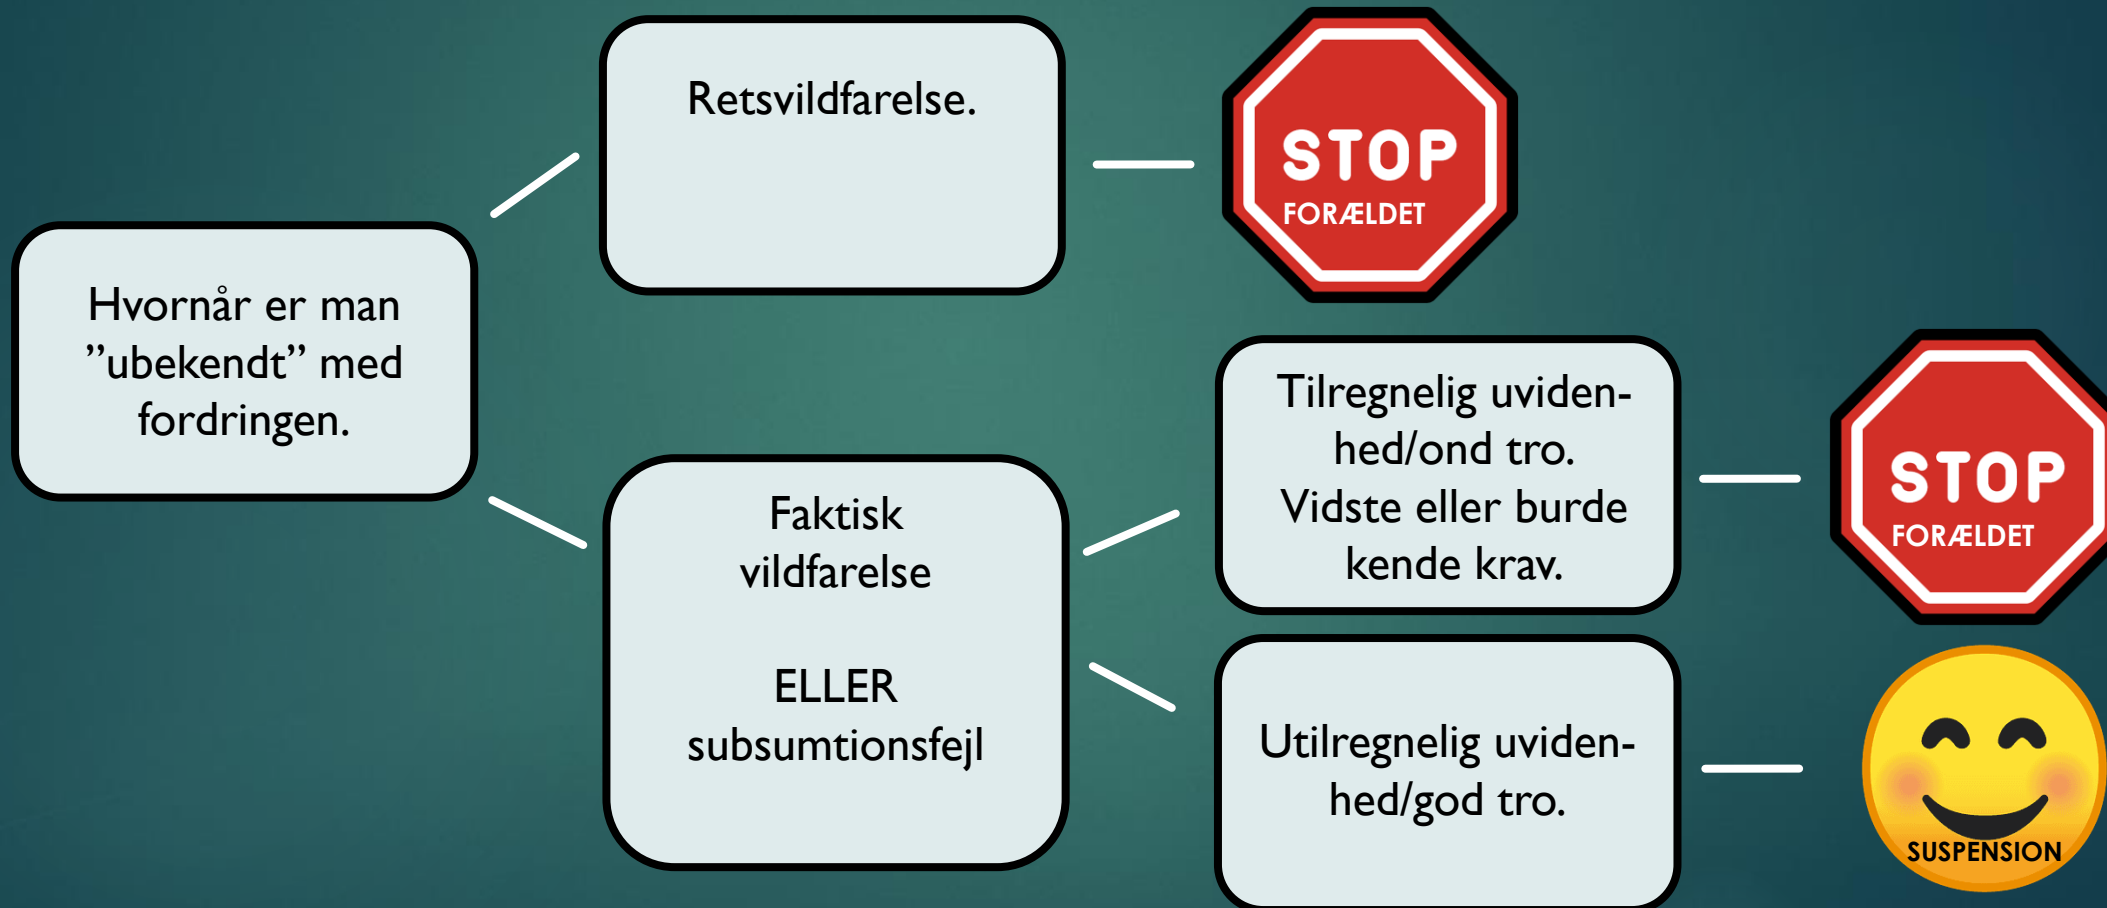 Hvornår er man
”ubekendt” med
fordringen.
Retsvildfarelse.
STOP
FORÆLDET
Faktisk
vildfarelse
ELLER
subsumtionsfejl
Tilregnelig uviden-
hed/ond tro.
Vidste eller burde
kende krav.
STOP
FORÆLDET
Utilregnelig uviden-
hed/god tro.
SUSPENSION